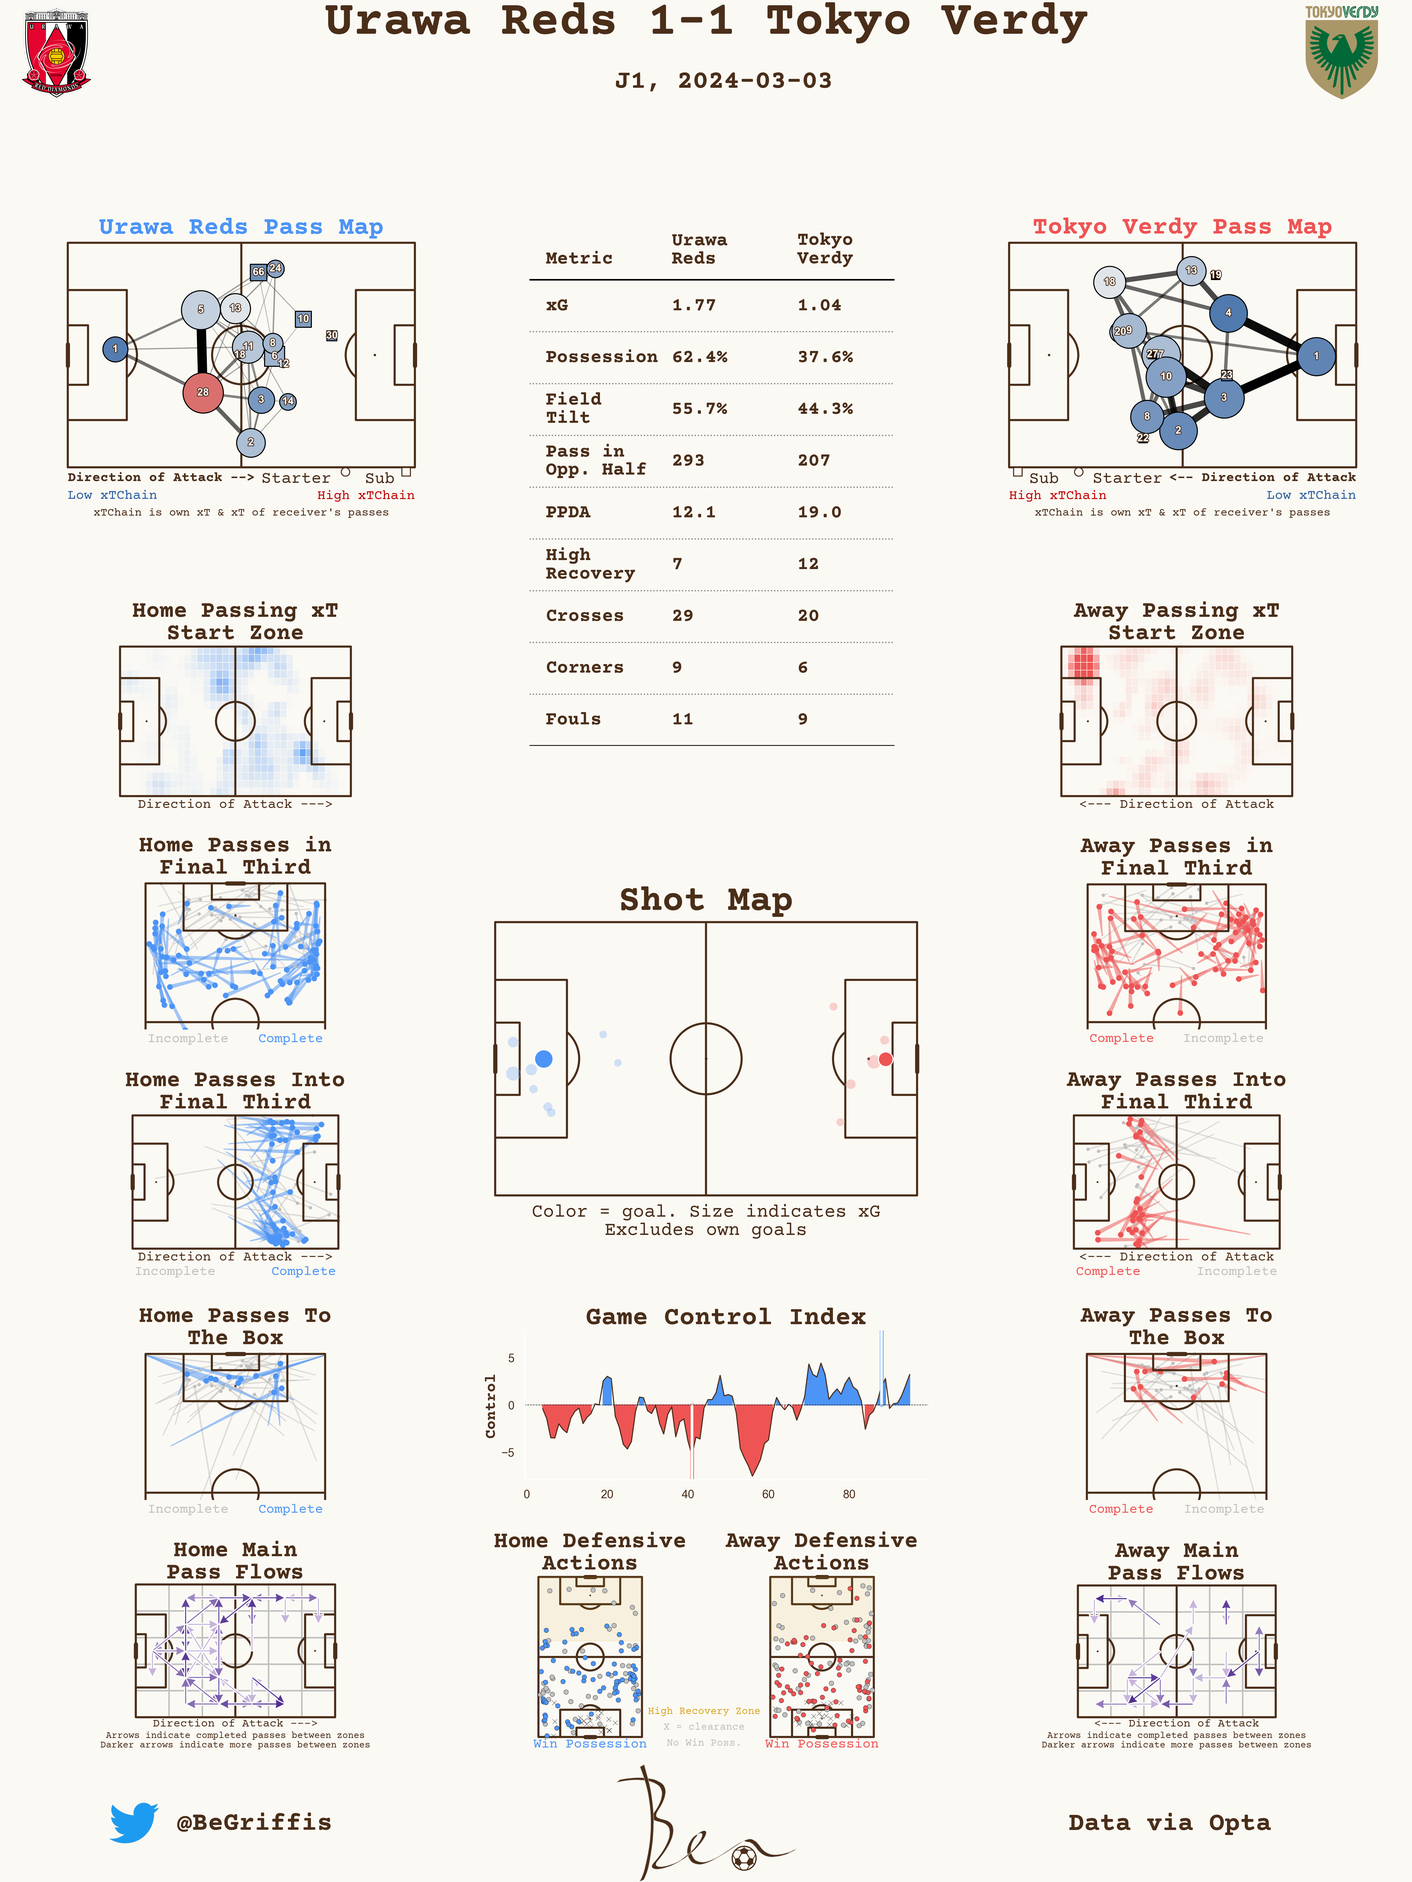 Urawa Reds 1-1 Tokyo Verdy
J1, 2024-03-03
URAWA
RED DIAMONDS
TOKYO VERDY
Urawa Reds Pass Map
1
5
28
13
11
18
8
6
12
3
14
2
66
24
10
30
Direction of Attack --> Starter Sub
Low xTChain High xTChain
xTChain is own xT & xT of receiver's passes
Metric Urawa Reds Tokyo Verdy
xG 1.77 1.04
Possession 62.4% 37.6%
Field Tilt 55.7% 44.3%
Pass in Opp. Half 293 207
PPDA 12.1 19.0
High Recovery 7 12
Crosses 29 20
Corners 9 6
Fouls 11 9
Tokyo Verdy Pass Map
18
13
19
4
20
9
27
7
10
23
3
8
22
2
1
Sub Starter <-- Direction of Attack
High xTChain Low xTChain
xTChain is own xT & xT of receiver's passes
Home Passing xT
Start Zone
Direction of Attack --->
Away Passing xT
Start Zone
<--- Direction of Attack
Home Passes in
Final Third
Incomplete Complete
Away Passes in
Final Third
Complete Incomplete
Shot Map
Color = goal. Size indicates xG
Excludes own goals
Home Passes Into
Final Third
Direction of Attack --->
Incomplete Complete
Away Passes Into
Final Third
<--- Direction of Attack
Complete Incomplete
Home Passes To
The Box
Incomplete Complete
Game Control Index
Control
5
0
−5
0 20 40 60 80
Away Passes To
The Box
Complete Incomplete
Home Main
Pass Flows
Direction of Attack --->
Arrows indicate completed passes between zones
Darker arrows indicate more passes between zones
Home Defensive
Actions
Win Possession
High Recovery Zone
X = clearance
No Win Poss.
Away Defensive
Actions
Win Possession
Away Main
Pass Flows
<--- Direction of Attack
Arrows indicate completed passes between zones
Darker arrows indicate more passes between zones
@BeGriffis
Ben
Data via Opta